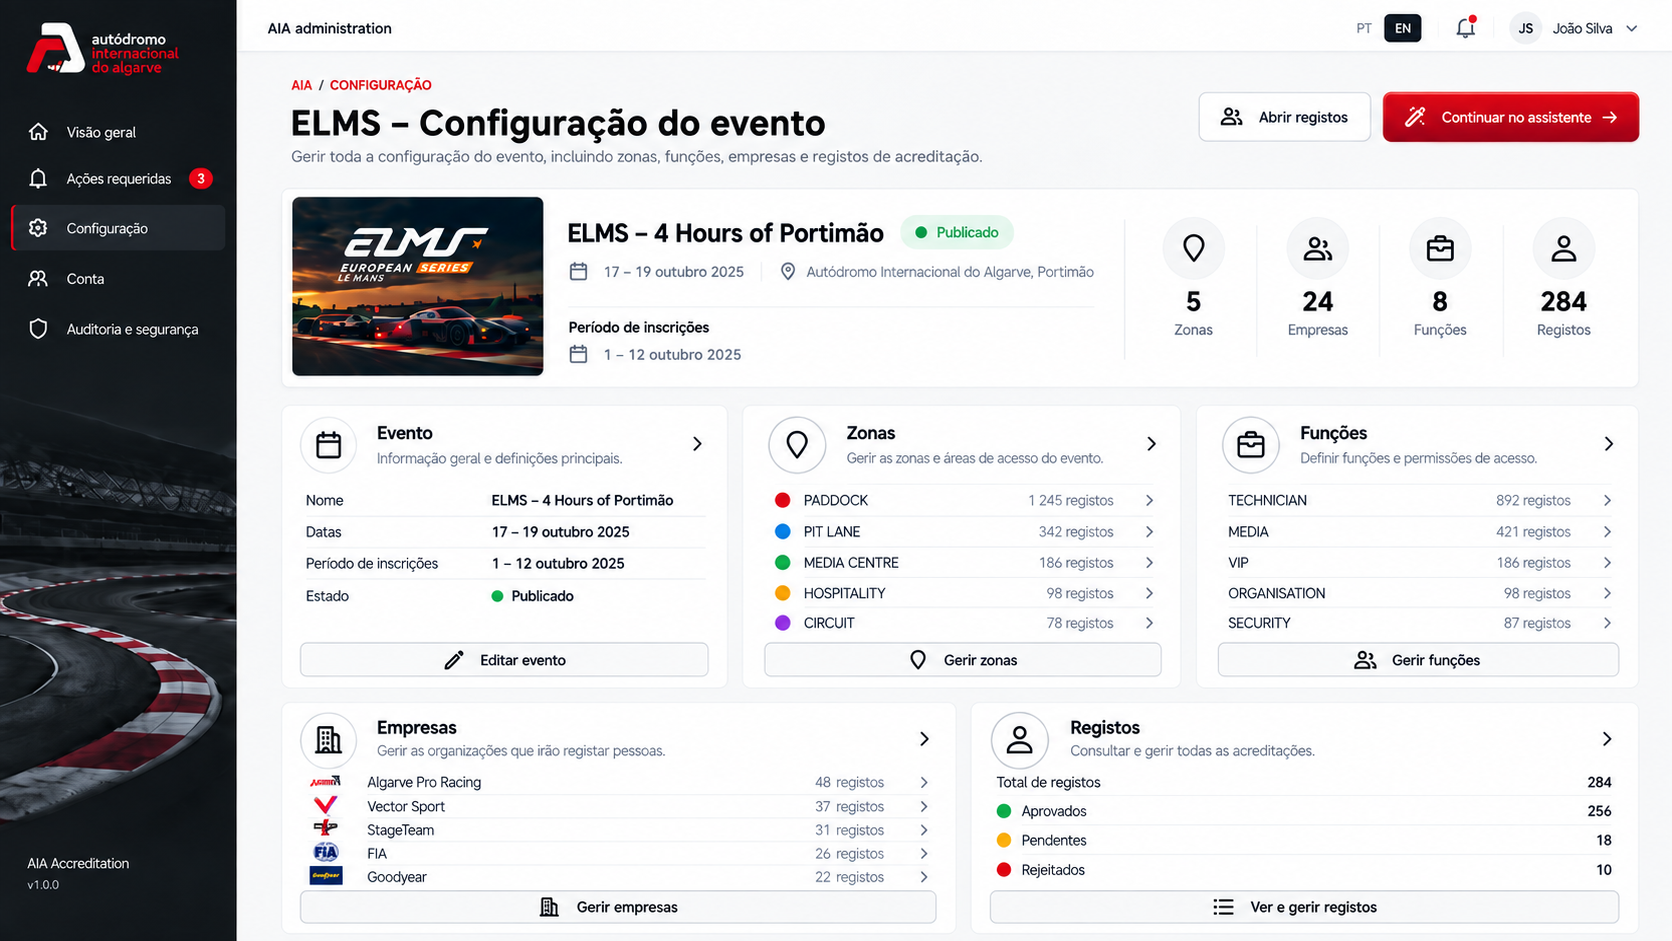 autódromo
internacional
do algarve
Visão geral
Ações requeridas 3
Configuração
Conta
Auditoria e segurança
AIA Accreditation
v1.0.0
AIA administration
PT EN JS João Silva
AIA / CONFIGURAÇÃO
ELMS – Configuração do evento
Gerir toda a configuração do evento, incluindo zonas, funções, empresas e registos de acreditação.
Abrir registos
Continuar no assistente
ELMS
EUROPEAN SERIES
LE MANS
ELMS – 4 Hours of Portimão
Publicado
17 – 19 outubro 2025
Autódromo Internacional do Algarve, Portimão
Período de inscrições
1 – 12 outubro 2025
5
Zonas
24
Empresas
8
Funções
284
Registos
Evento
Informação geral e definições principais.
Nome ELMS – 4 Hours of Portimão
Datas 17 – 19 outubro 2025
Período de inscrições 1 – 12 outubro 2025
Estado Publicado
Editar evento
Zonas
Gerir as zonas e áreas de acesso do evento.
PADDOCK 1 245 registos
PIT LANE 342 registos
MEDIA CENTRE 186 registos
HOSPITALITY 98 registos
CIRCUIT 78 registos
Gerir zonas
Funções
Definir funções e permissões de acesso.
TECHNICIAN 892 registos
MEDIA 421 registos
VIP 186 registos
ORGANISATION 98 registos
SECURITY 87 registos
Gerir funções
Empresas
Gerir as organizações que irão registar pessoas.
Algarve Pro Racing 48 registos
Vector Sport 37 registos
StageTeam 31 registos
FIA FIA 26 registos
Goodyear Goodyear 22 registos
Gerir empresas
Registos
Consultar e gerir todas as acreditações.
Total de registos 284
Aprovados 256
Pendentes 18
Rejeitados 10
Ver e gerir registos